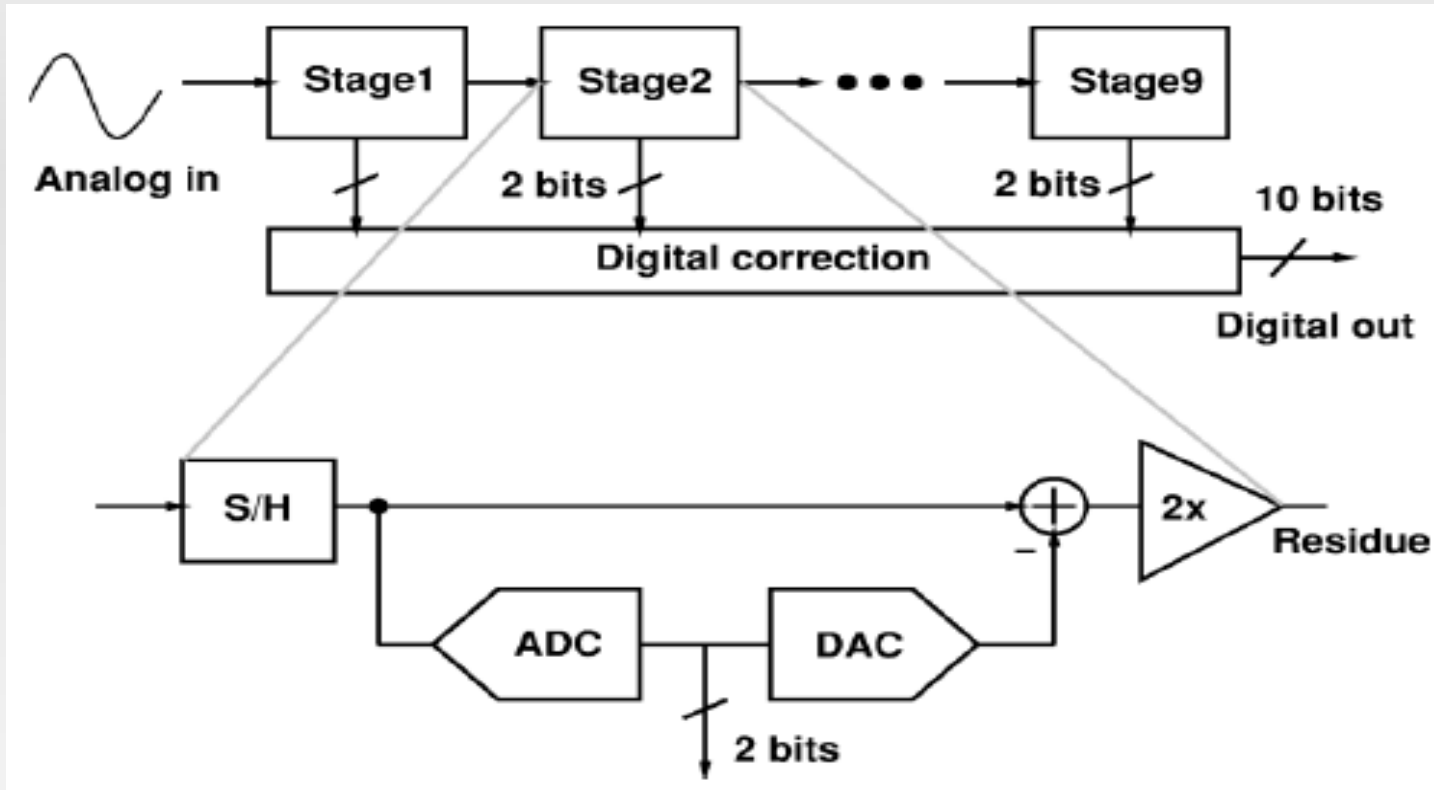 Stage1
Stage2
Stage9
Analog in
2 bits
2 bits
10 bits
Digital correction
Digital out
S/H
+
2x
−
Residue
ADC
DAC
2 bits